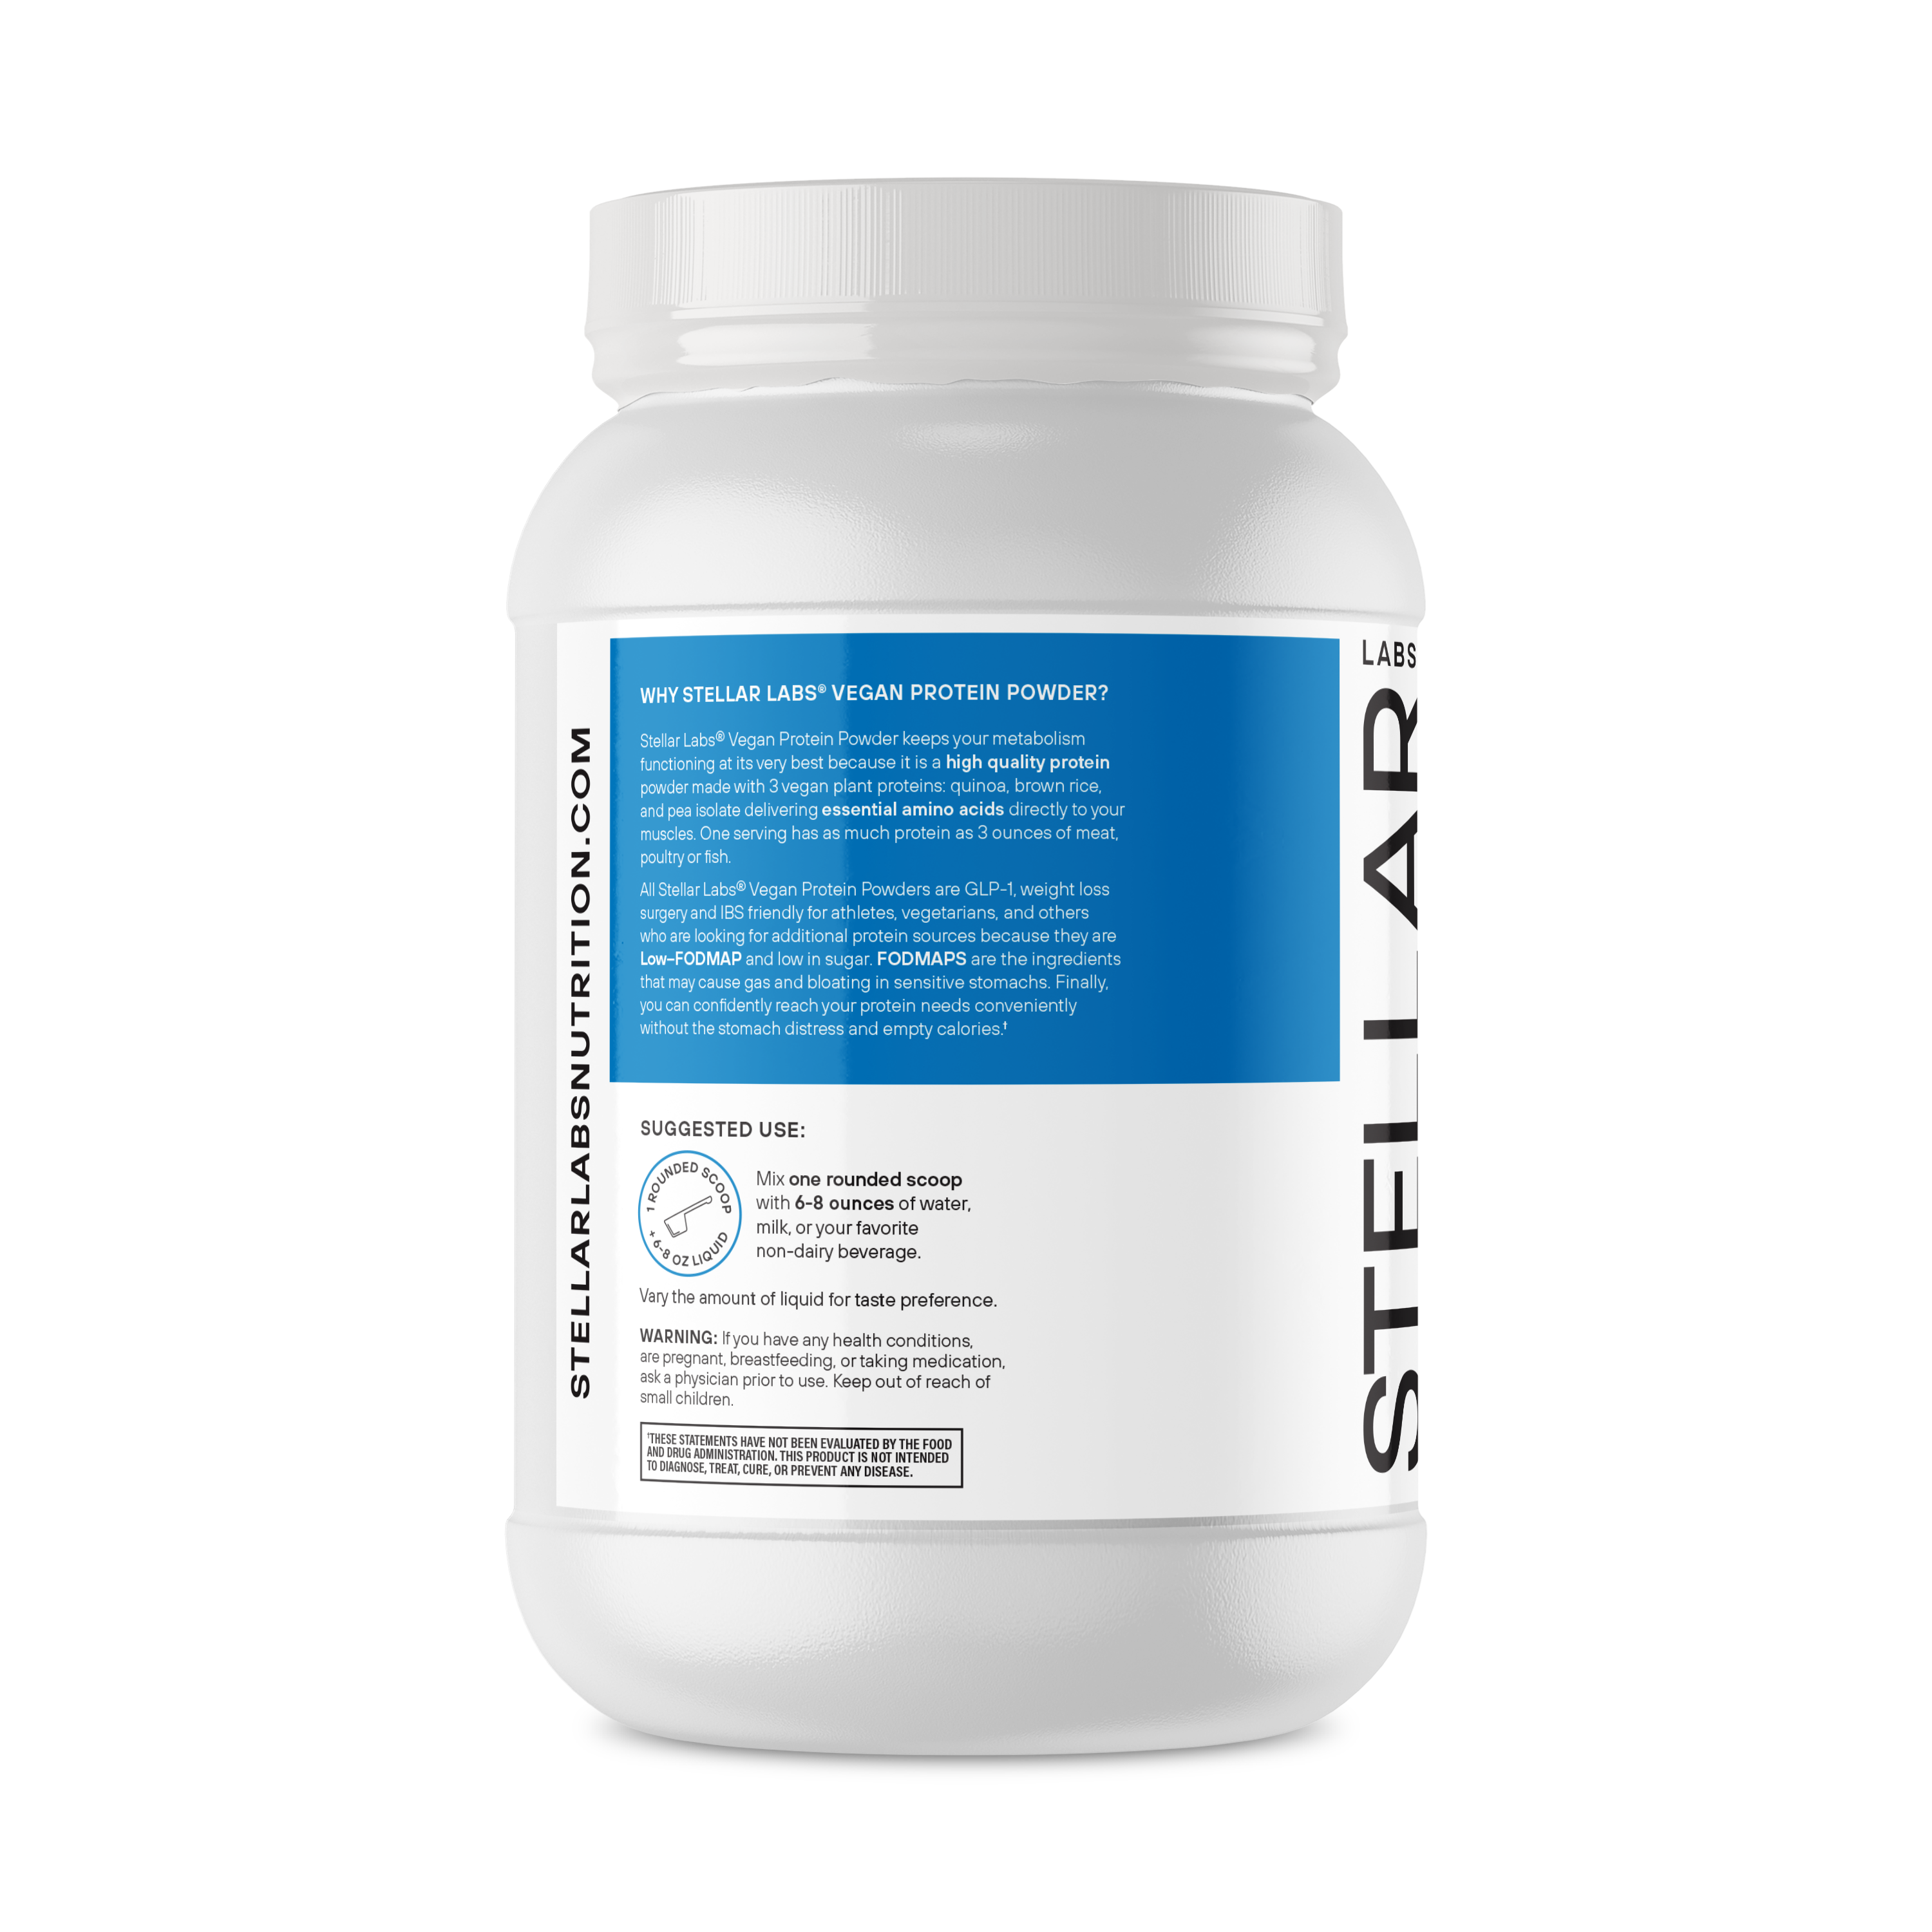 STELLARLABSNUTRITION.COM
WHY STELLAR LABS® VEGAN PROTEIN POWDER?
Stellar Labs® Vegan Protein Powder keeps your metabolism
functioning at its very best because it is a high quality protein
powder made with 3 vegan plant proteins: quinoa, brown rice,
and pea isolate delivering essential amino acids directly to your
muscles. One serving has as much protein as 3 ounces of meat,
poultry or fish.
All Stellar Labs® Vegan Protein Powders are GLP-1, weight loss
surgery and IBS friendly for athletes, vegetarians, and others
who are looking for additional protein sources because they are
Low-FODMAP and low in sugar. FODMAPS are the ingredients
that may cause gas and bloating in sensitive stomachs. Finally,
you can confidently reach your protein needs conveniently
without the stomach distress and empty calories.†
SUGGESTED USE:
1 ROUNDED SCOOP
+ 6-8 OZ LIQUID
Mix one rounded scoop
with 6-8 ounces of water,
milk, or your favorite
non-dairy beverage.
Vary the amount of liquid for taste preference.
WARNING: If you have any health conditions,
are pregnant, breastfeeding, or taking medication,
ask a physician prior to use. Keep out of reach of
small children.
†THESE STATEMENTS HAVE NOT BEEN EVALUATED BY THE FOOD
AND DRUG ADMINISTRATION. THIS PRODUCT IS NOT INTENDED
TO DIAGNOSE, TREAT, CURE, OR PREVENT ANY DISEASE.
STELLAR
LABS